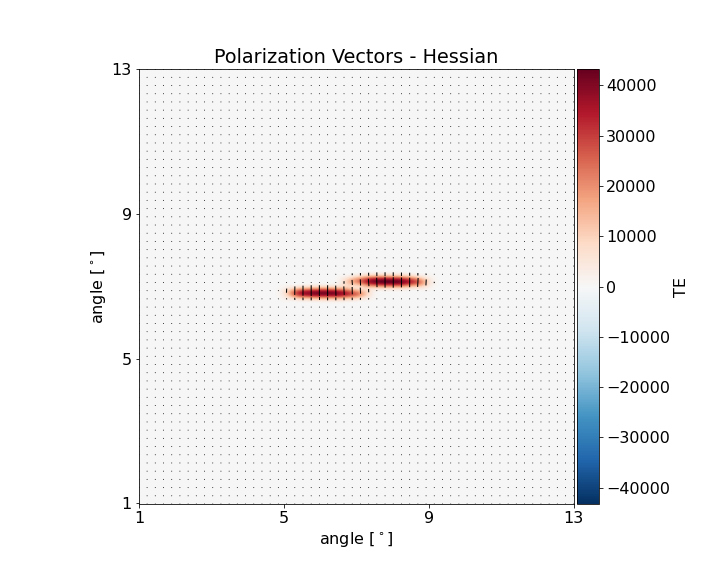 Polarization Vectors - Hessian
13
9
5
1
angle [°]
1 5 9 13
angle [°]
40000
30000
20000
10000
0
−10000
−20000
−30000
−40000
TE